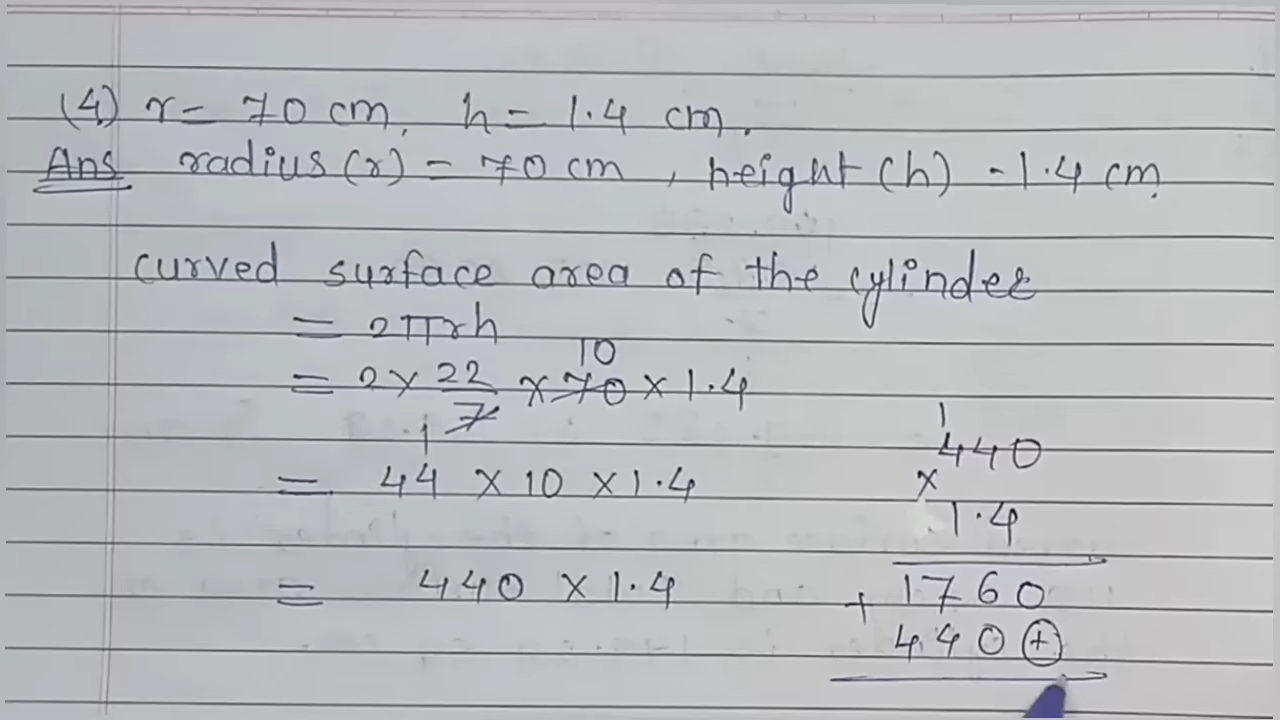 (4) r = 70 cm, h = 1.4 cm.
Ans radius (r) = 70 cm, height (h) - 1.4 cm.
curved surface area of the cylinder
= 2πrh
10
= 2 × 22/7 × 70 × 1.4
1
= 44 × 10 × 1.4
= 440 × 1.4
1
440
×
1.4
1760
+
440 +